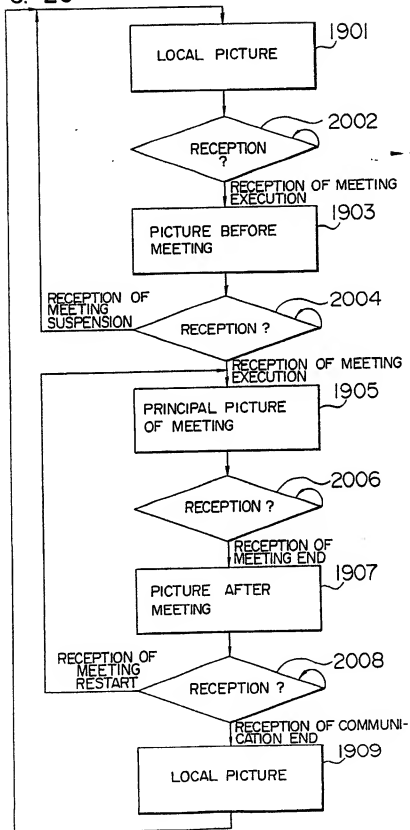 1901
LOCAL PICTURE
2002
RECEPTION
?
RECEPTION OF MEETING
EXECUTION
1903
PICTURE BEFORE
MEETING
RECEPTION OF
MEETING
SUSPENSION
2004
RECEPTION ?
RECEPTION OF MEETING
EXECUTION
1905
PRINCIPAL PICTURE
OF MEETING
2006
RECEPTION ?
RECEPTION OF
MEETING END
1907
PICTURE AFTER
MEETING
RECEPTION OF
MEETING
RESTART
2008
RECEPTION ?
RECEPTION OF COMMUNI-
CATION END
1909
LOCAL PICTURE